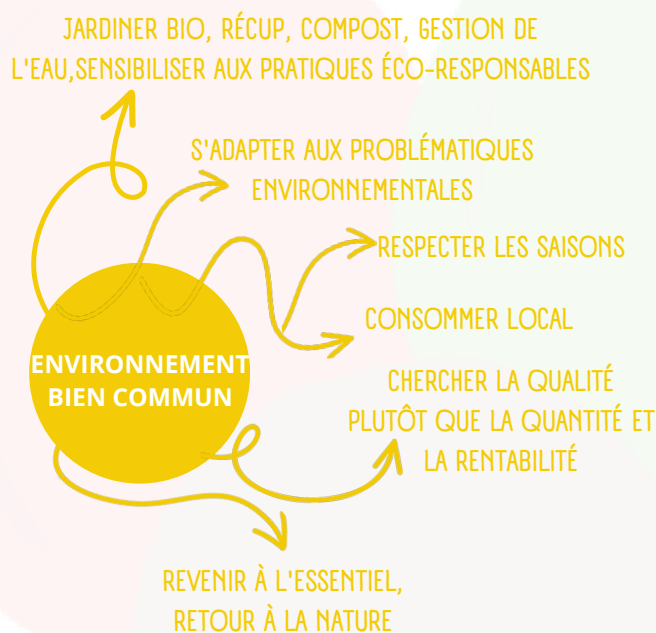 JARDINER BIO, RÉCUP, COMPOST, GESTION DE
L'EAU,SENSIBILISER AUX PRATIQUES ÉCO-RESPONSABLES
S'ADAPTER AUX PROBLÉMATIQUES
ENVIRONNEMENTALES
RESPECTER LES SAISONS
CONSOMMER LOCAL
ENVIRONNEMENT
BIEN COMMUN
CHERCHER LA QUALITÉ
PLUTÔT QUE LA QUANTITÉ ET
LA RENTABILITÉ
REVENIR À L'ESSENTIEL,
RETOUR À LA NATURE